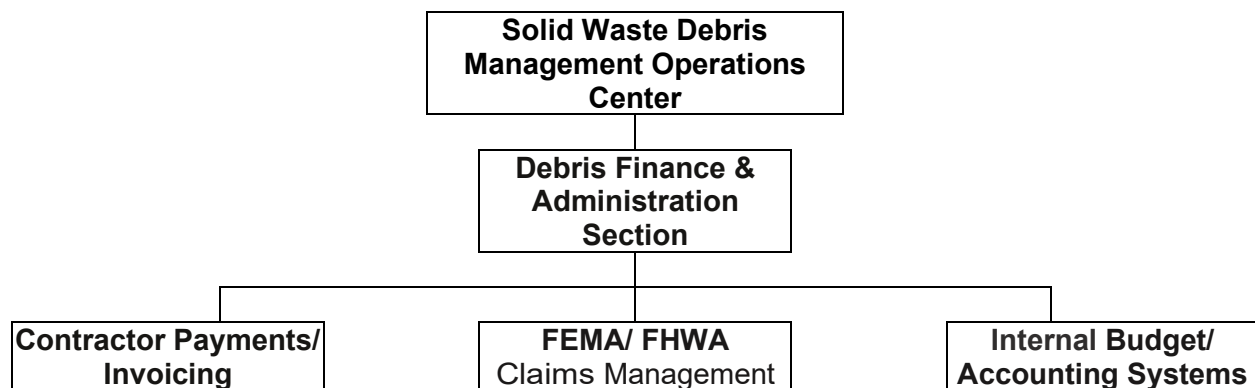 Solid Waste Debris
Management Operations
Center
Debris Finance &
Administration
Section
Contractor Payments/
Invoicing
FEMA/ FHWA
Claims Management
Internal Budget/
Accounting Systems